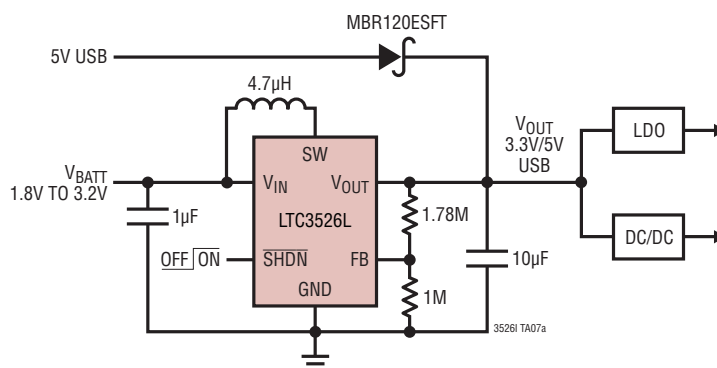 MBR120ESFT
5V USB
4.7µH
SW
VBATT
1.8V TO 3.2V
VIN
VOUT
VOUT
3.3V/5V
USB
LDO
1µF
LTC3526L
1.78M
OFF ON
SHDN
FB
10µF
DC/DC
GND
1M
3526l TA07a